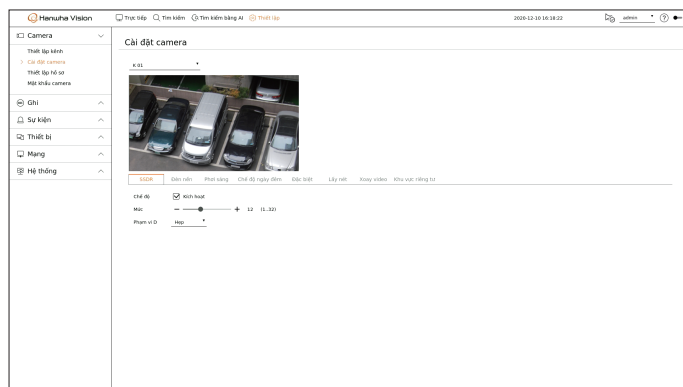 Hanwha Vision Trực tiếp Tìm kiếm Tìm kiếm bằng AI Thiết lập 2020-12-10 16:18:22 admin
Camera
Thiết lập kênh
Cài đặt camera
Thiết lập hồ sơ
Mật khẩu camera
Ghi
Sự kiện
Thiết bị
Mạng
Hệ thống
Cài đặt camera
K 01
SSDR Đèn nền Phơi sáng Chế độ ngày đêm Đặc biệt Lấy nét Xoay video Khu vực riêng tư
Chế độ Kích hoạt
Mức 12 (1..32)
Phạm vi D Hẹp